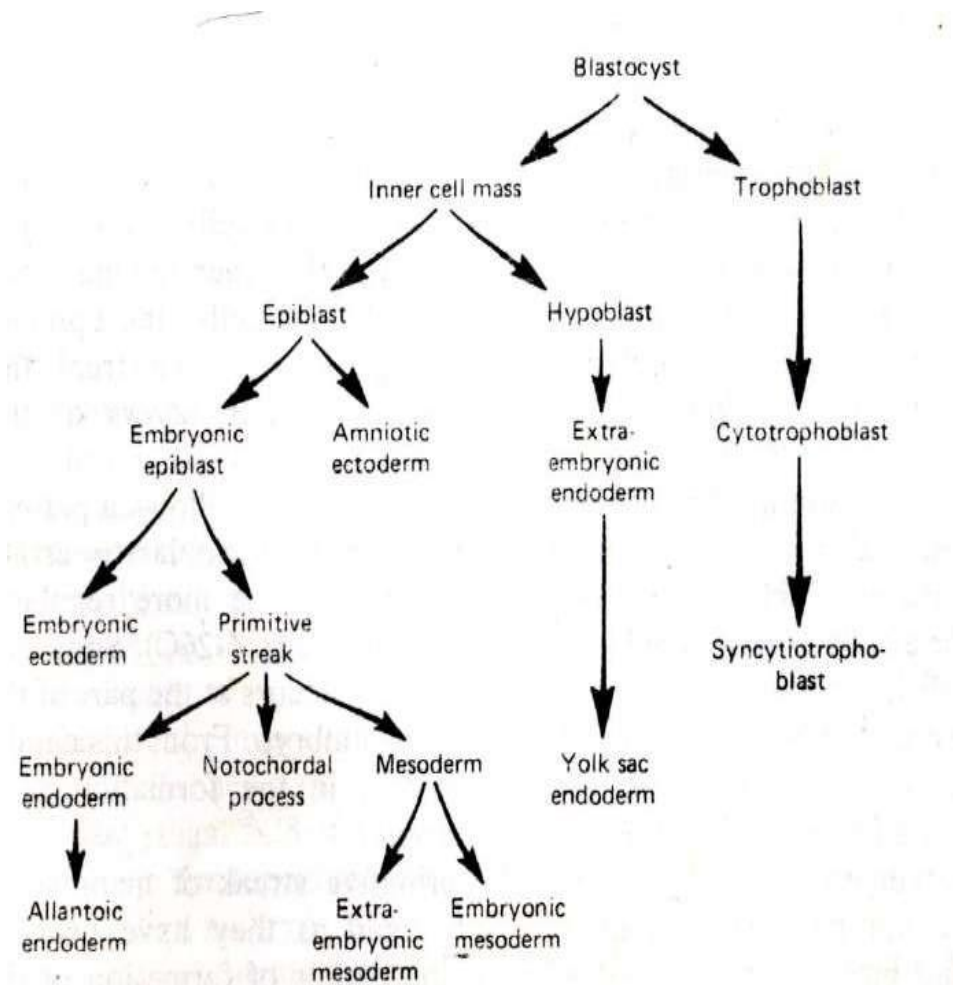 Blastocyst
Inner cell mass
Trophoblast
Epiblast
Hypoblast
Embryonic
epiblast
Amniotic
ectoderm
Extra-
embryonic
endoderm
Cytotrophoblast
Embryonic
ectoderm
Primitive
streak
Syncytiotropho-
blast
Embryonic
endoderm
Notochordal
process
Mesoderm
Yolk sac
endoderm
Allantoic
endoderm
Extra-
embryonic
mesoderm
Embryonic
mesoderm